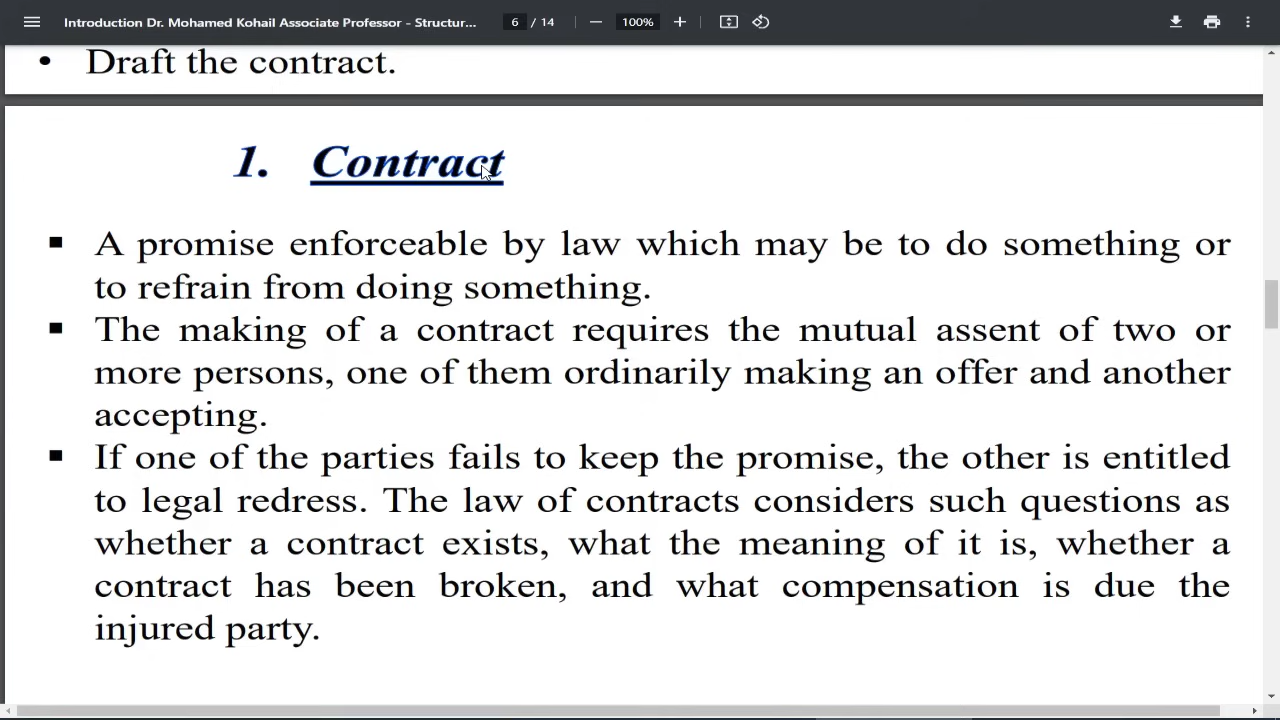 Introduction Dr. Mohamed Kohail Associate Professor - Structur...
6 / 14
100%
• Draft the contract.
1. Contract
▪ A promise enforceable by law which may be to do something or
to refrain from doing something.
▪ The making of a contract requires the mutual assent of two or
more persons, one of them ordinarily making an offer and another
accepting.
▪ If one of the parties fails to keep the promise, the other is entitled
to legal redress. The law of contracts considers such questions as
whether a contract exists, what the meaning of it is, whether a
contract has been broken, and what compensation is due the
injured party.